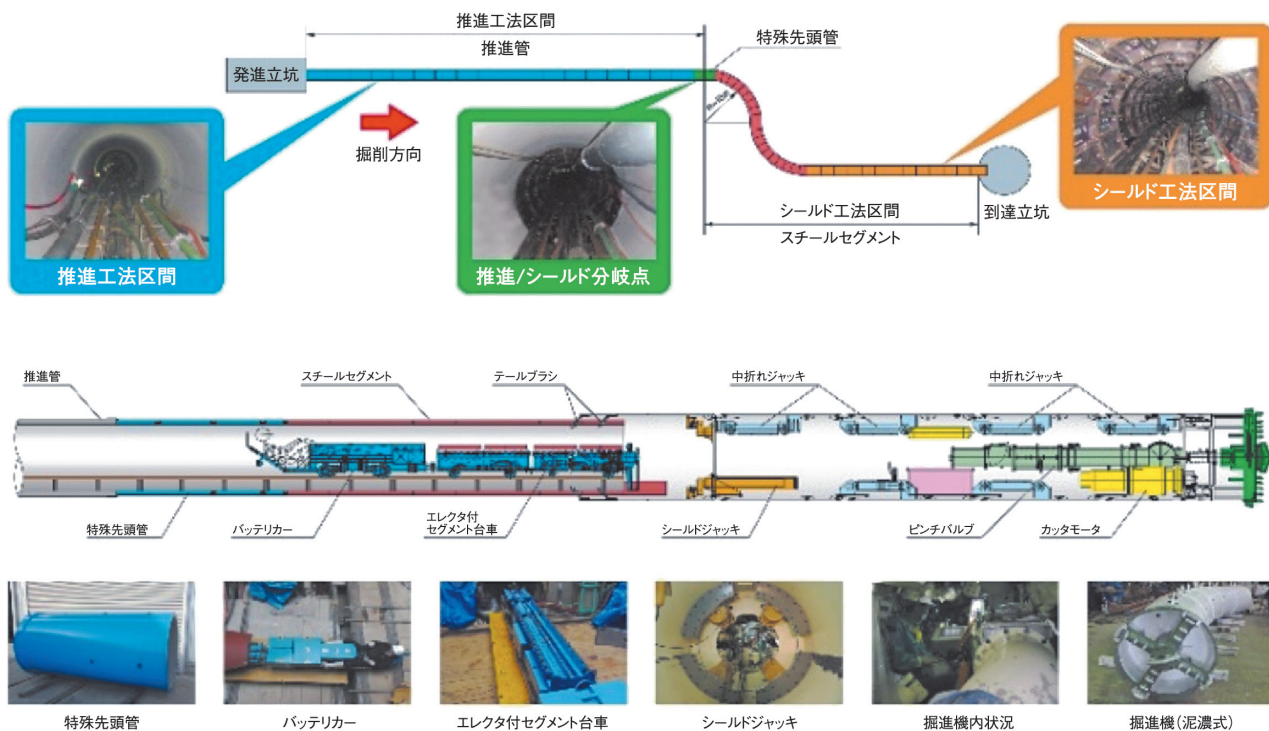 推進工法区間
推進管
特殊先頭管
発進立坑
掘削方向
シールド工法区間
スチールセグメント
到達立坑
推進工法区間
推進/シールド分岐点
シールド工法区間
推進管
スチールセグメント
テールブラシ
中折れジャッキ
中折れジャッキ
特殊先頭管
バッテリカー
エレクタ付
セグメント台車
シールドジャッキ
ピンチバルブ
カッタモータ
特殊先頭管
バッテリカー
エレクタ付セグメント台車
シールドジャッキ
掘進機内状況
掘進機(泥濃式)